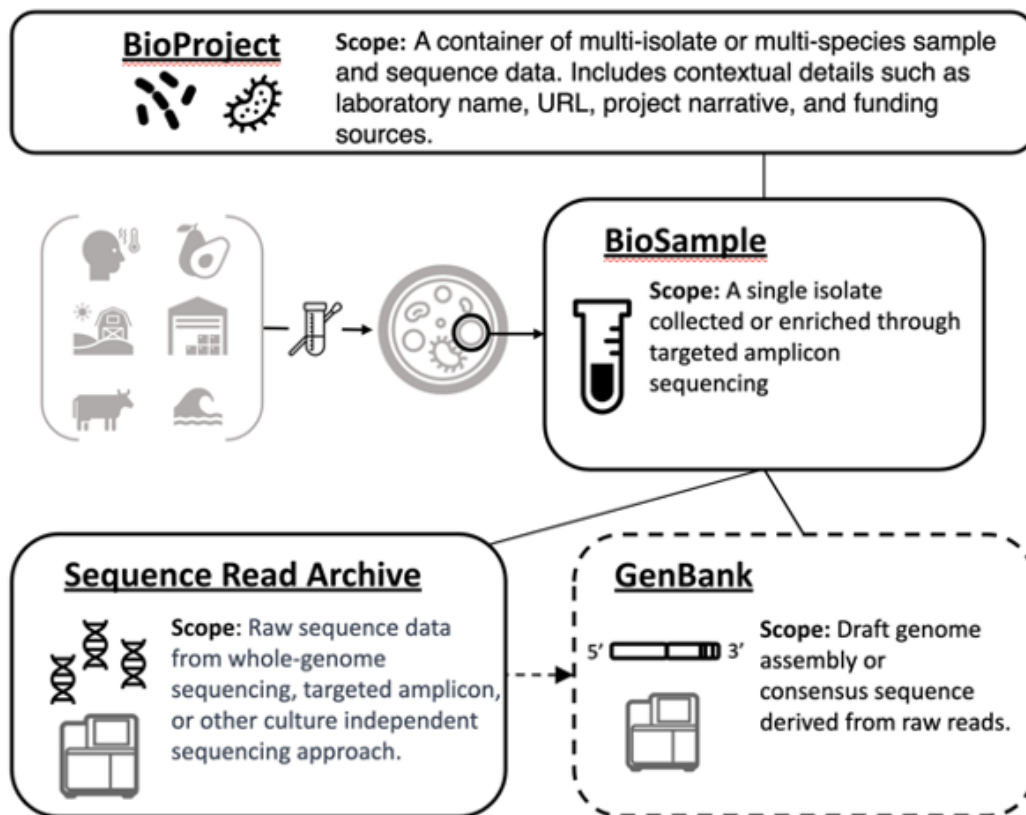 BioProject
Scope: A container of multi-isolate or multi-species sample
and sequence data. Includes contextual details such as
laboratory name, URL, project narrative, and funding
sources.
BioSample
Scope: A single isolate
collected or enriched through
targeted amplicon
sequencing
Sequence Read Archive
Scope: Raw sequence data
from whole-genome
sequencing, targeted amplicon,
or other culture independent
sequencing approach.
GenBank
5’ 3’
Scope: Draft genome
assembly or
consensus sequence
derived from raw reads.